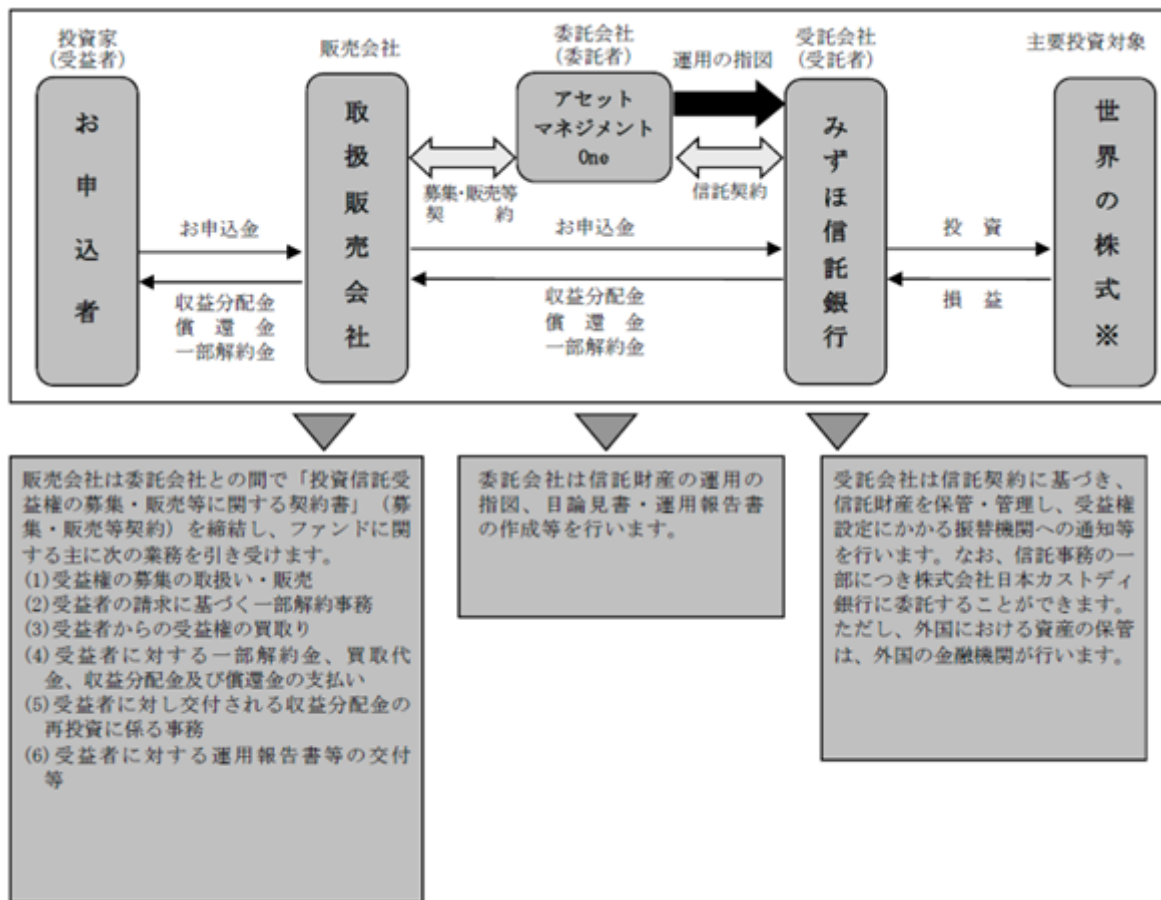 投資家
(受益者)
販売会社
委託会社
(委託者)
運用の指図
受託会社
(受託者)
主要投資対象
お申込者
取扱販売会社
アセット
マネジメント
One
みずほ信託銀行
世界の株式※
募集・販売等
契　　約
信託契約
お申込金
収益分配金
償　還　金
一部解約金
お申込金
収益分配金
償　還　金
一部解約金
投　資
損　益
販売会社は委託会社との間で「投資信託受
益権の募集・販売等に関する契約書」（募
集・販売等契約）を締結し、ファンドに関
する主に次の業務を引き受けます。
(1)受益権の募集の取扱い・販売
(2)受益者の請求に基づく一部解約事務
(3)受益者からの受益権の買取り
(4)受益者に対する一部解約金、買取代
金、収益分配金及び償還金の支払い
(5)受益者に対し交付される収益分配金の
再投資に係る事務
(6)受益者に対する運用報告書等の交付
等
委託会社は信託財産の運用の
指図、目論見書・運用報告書
の作成等を行います。
受託会社は信託契約に基づき、
信託財産を保管・管理し、受益権
設定にかかる振替機関への通知等
を行います。なお、信託事務の一
部につき株式会社日本カストディ
銀行に委託することができます。
ただし、外国における資産の保管
は、外国の金融機関が行います。